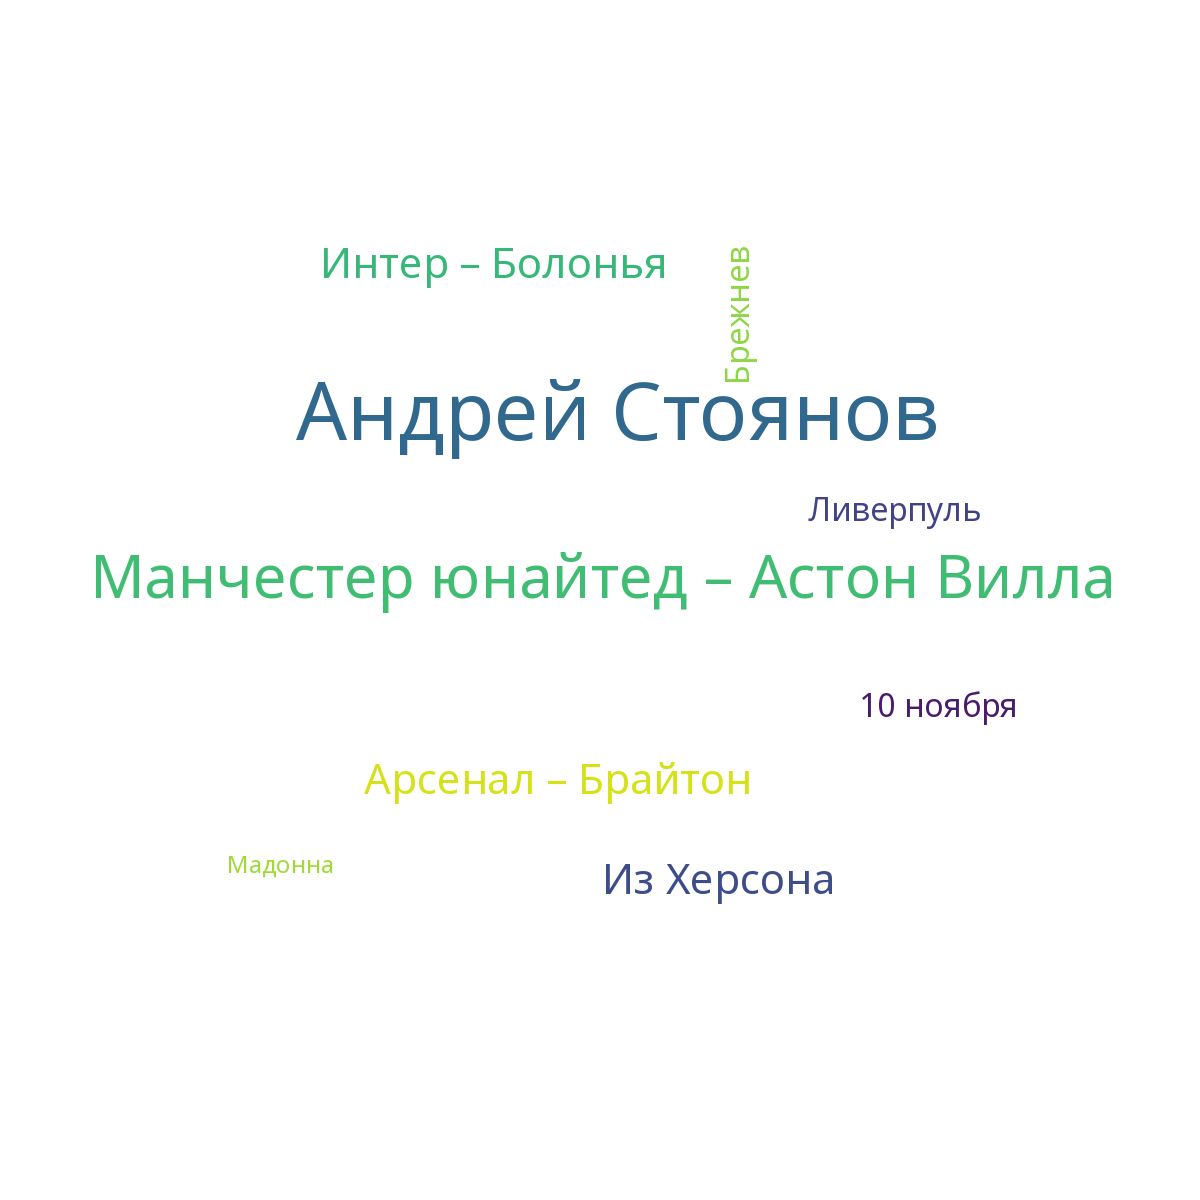 Интер – Болонья
Брежнев
Андрей Стоянов
Ливерпуль
Манчестер юнайтед – Астон Вилла
10 ноября
Арсенал – Брайтон
Мадонна
Из Херсона